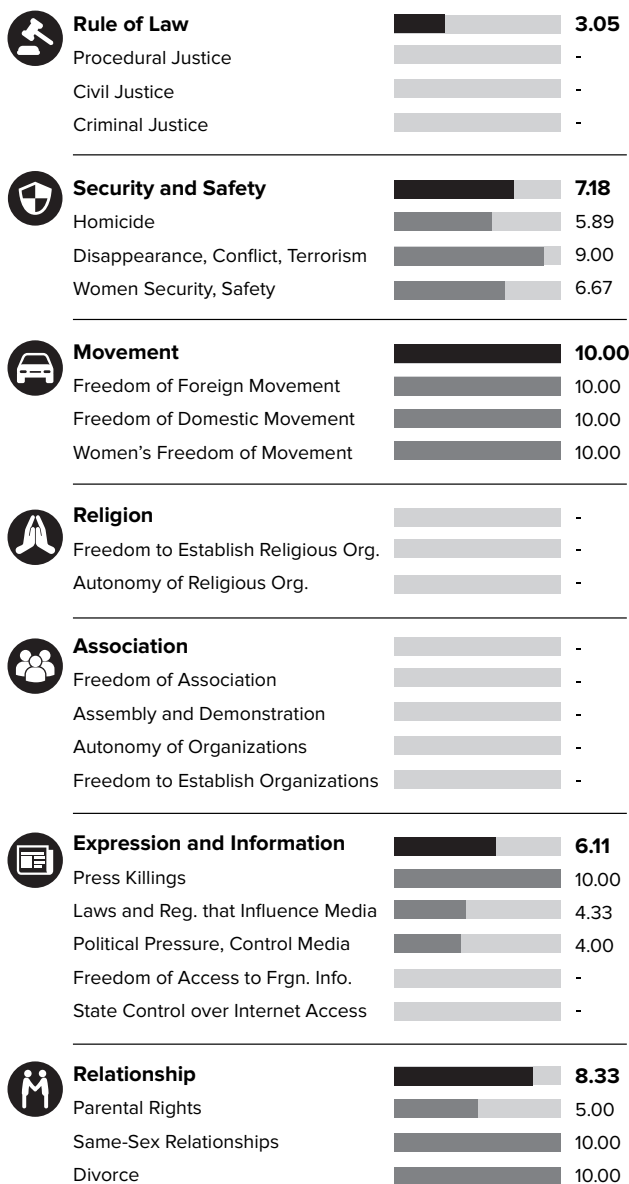 Rule of Law 3.05
Procedural Justice -
Civil Justice -
Criminal Justice -
Security and Safety 7.18
Homicide 5.89
Disappearance, Conflict, Terrorism 9.00
Women Security, Safety 6.67
Movement 10.00
Freedom of Foreign Movement 10.00
Freedom of Domestic Movement 10.00
Women’s Freedom of Movement 10.00
Religion -
Freedom to Establish Religious Org. -
Autonomy of Religious Org. -
Association -
Freedom of Association -
Assembly and Demonstration -
Autonomy of Organizations -
Freedom to Establish Organizations -
Expression and Information 6.11
Press Killings 10.00
Laws and Reg. that Influence Media 4.33
Political Pressure, Control Media 4.00
Freedom of Access to Frgn. Info. -
State Control over Internet Access -
Relationship 8.33
Parental Rights 5.00
Same-Sex Relationships 10.00
Divorce 10.00